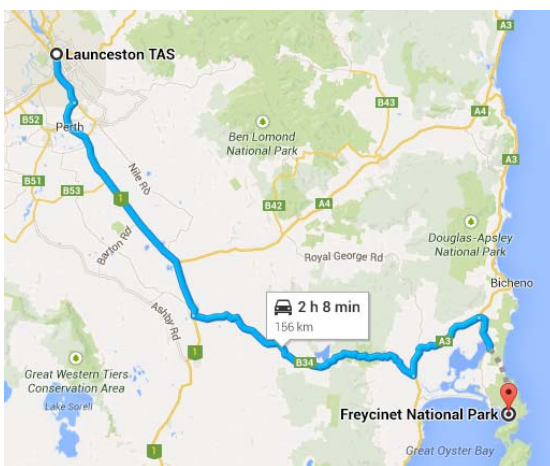 Launceston TAS
A3
B52
B43
A4
Perth
Ben Lomond
National Park
B51
B53
Nile Rd
1
B42
A4
Barton Rd
Douglas-Apsley
National Park
Royal George Rd
Bicheno
2 h 8 min
156 km
Ashby Rd
1
A3
B34
Great Western Tiers
Conservation Area
Lake Sorell
Freycinet National Park
1
A3
Great Oyster Bay